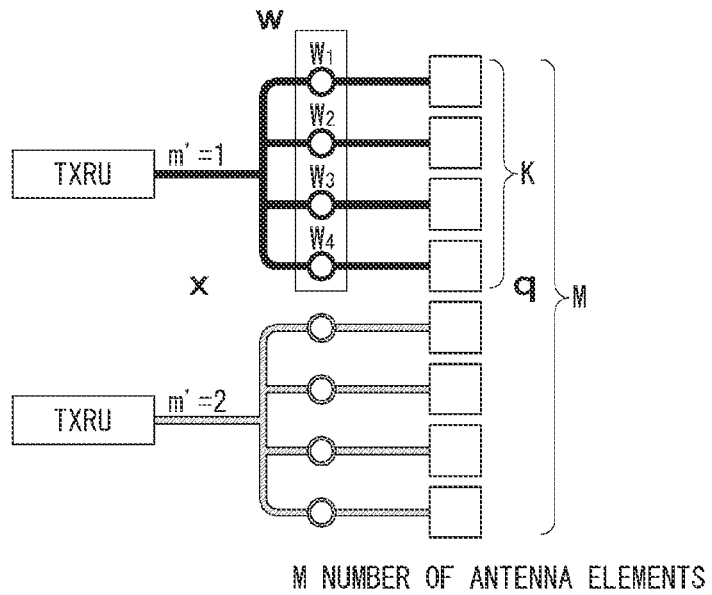 w
W1
W2
m'=1
TXRU
K
W3
W4
x
q
M
m'=2
TXRU
M NUMBER OF ANTENNA ELEMENTS